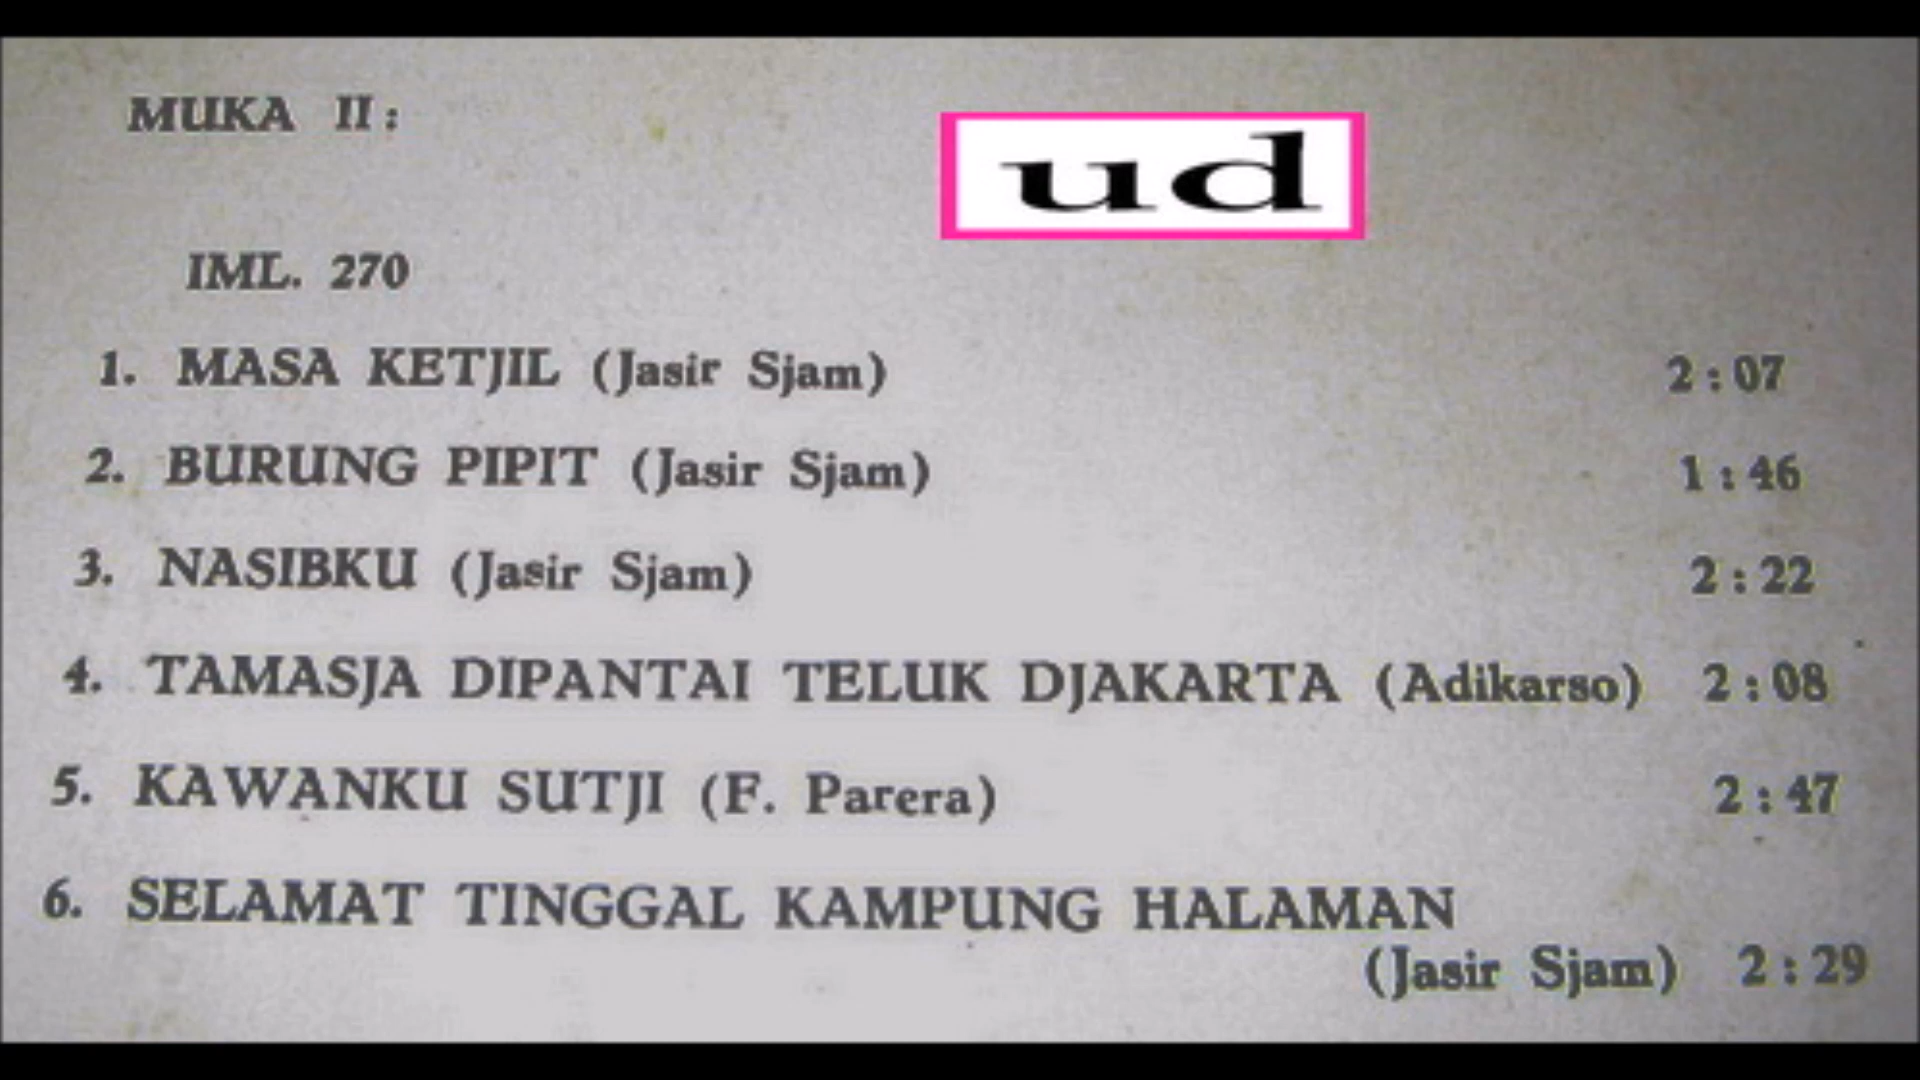 MUKA II:
ud
IML. 270
1. MASA KETJIL (Jasir Sjam) 2:07
2. BURUNG PIPIT (Jasir Sjam) 1:46
3. NASIBKU (Jasir Sjam) 2:22
4. TAMASJA DIPANTAI TELUK DJAKARTA (Adikarso) 2:08
5. KAWANKU SUTJI (F. Parera) 2:47
6. SELAMAT TINGGAL KAMPUNG HALAMAN
(Jasir Sjam) 2:29